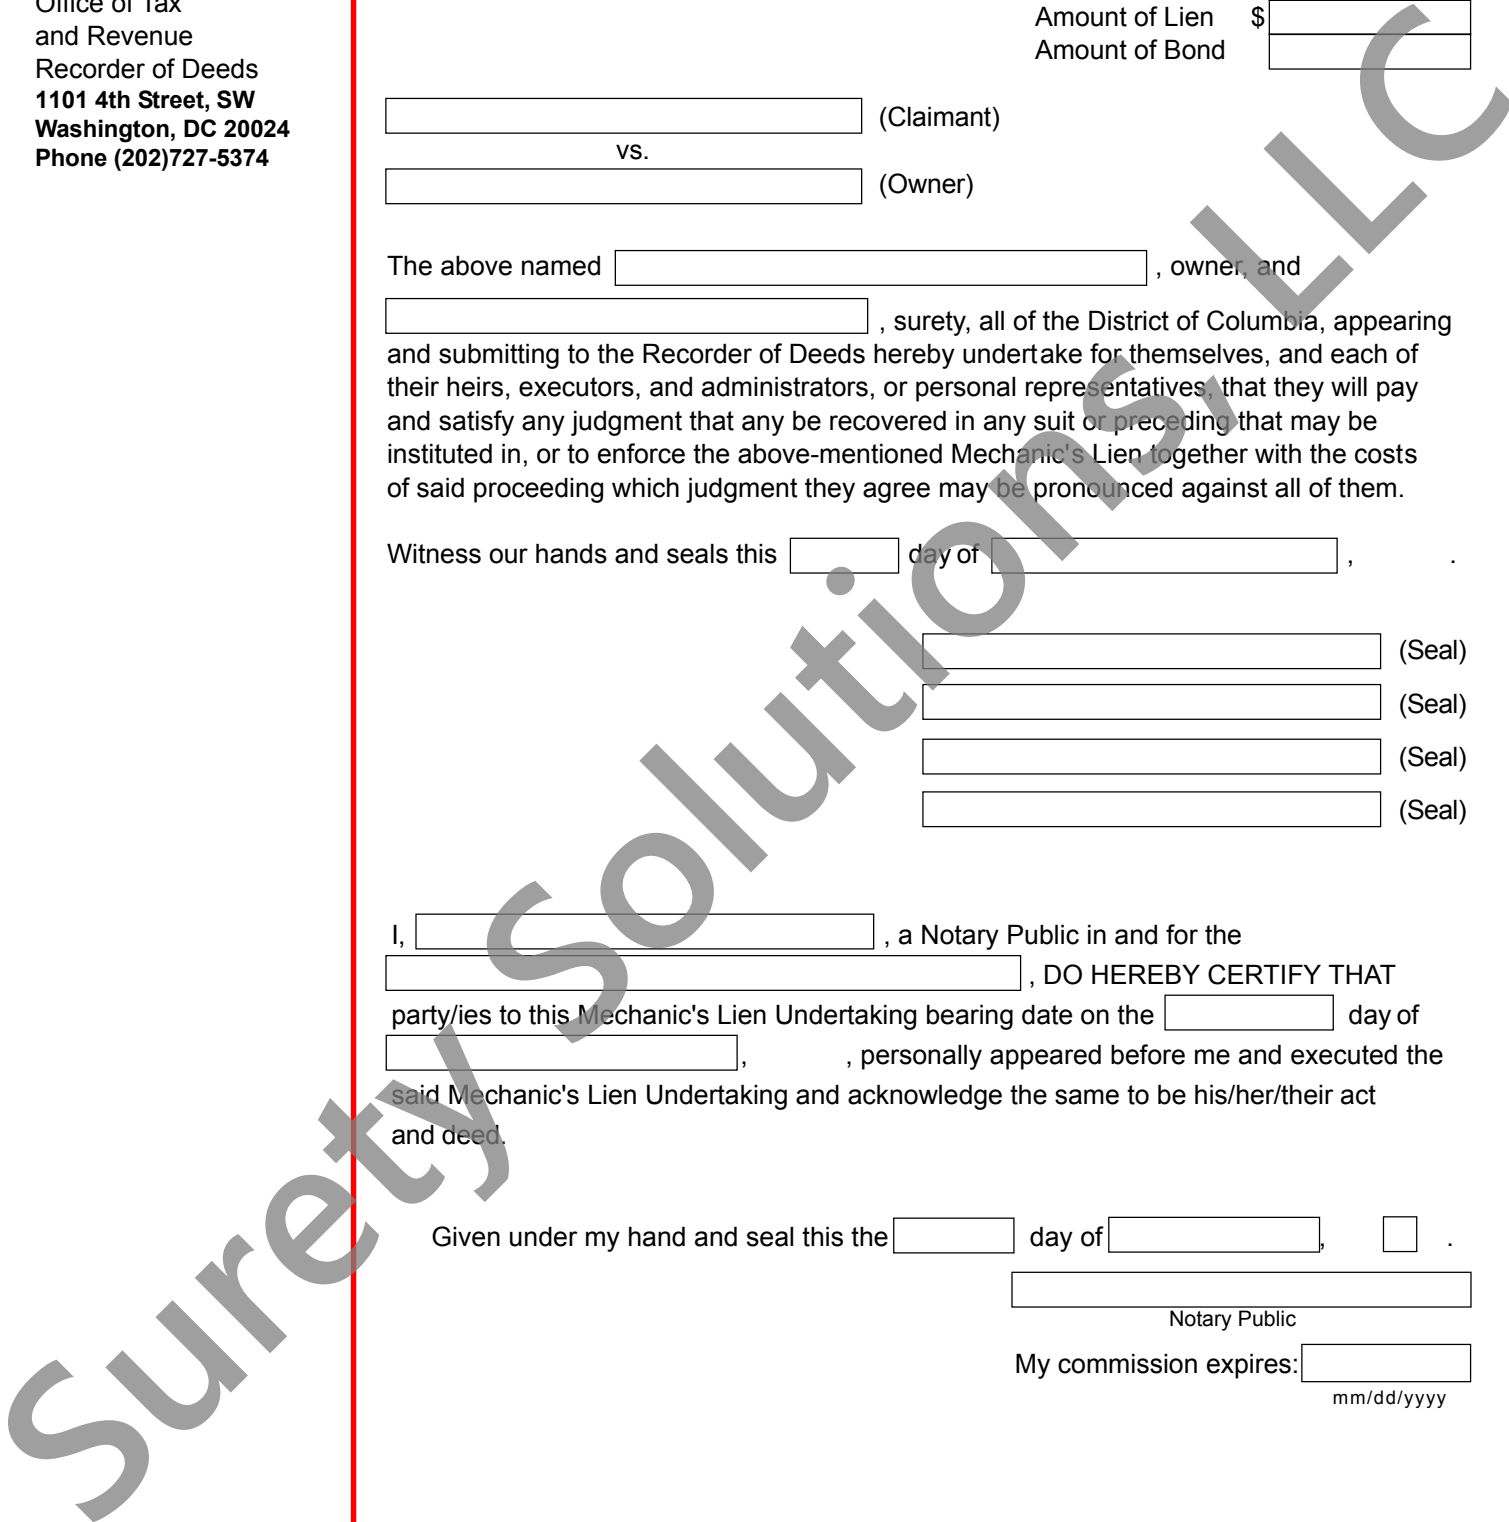 Office of Tax
and Revenue
Recorder of Deeds
1101 4th Street, SW
Washington, DC 20024
Phone (202)727-5374
Amount of Lien $
Amount of Bond
(Claimant)
vs.
(Owner)
The above named , owner, and
, surety, all of the District of Columbia, appearing
and submitting to the Recorder of Deeds hereby undertake for themselves, and each of
their heirs, executors, and administrators, or personal representatives, that they will pay
and satisfy any judgment that any be recovered in any suit or preceding that may be
instituted in, or to enforce the above-mentioned Mechanic's Lien together with the costs
of said proceeding which judgment they agree may be pronounced against all of them.
Witness our hands and seals this day of , .
(Seal)
(Seal)
(Seal)
(Seal)
I, , a Notary Public in and for the
, DO HEREBY CERTIFY THAT
party/ies to this Mechanic's Lien Undertaking bearing date on the day of
, , personally appeared before me and executed the
said Mechanic's Lien Undertaking and acknowledge the same to be his/her/their act
and deed.
Given under my hand and seal this the day of , .
Notary Public
My commission expires:
mm/dd/yyyy
Surety Solutions, LLC